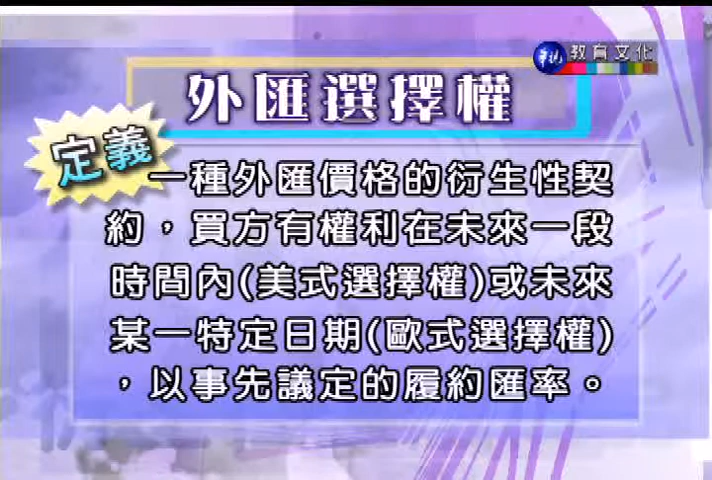 華視 教育文化
外匯選擇權
定義
一種外匯價格的衍生性契
約，買方有權利在未來一段
時間內(美式選擇權)或未來
某一特定日期(歐式選擇權)
，以事先議定的履約匯率。